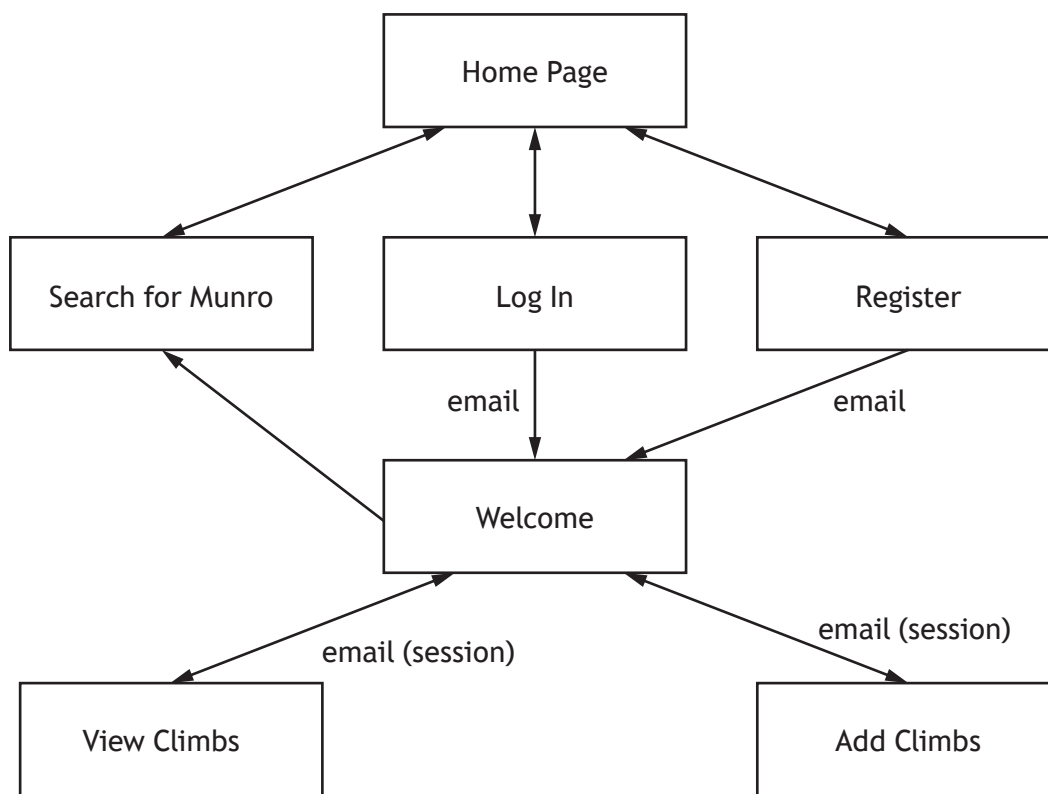 Home Page
Search for Munro
Log In
Register
email
email
Welcome
email (session)
email (session)
View Climbs
Add Climbs